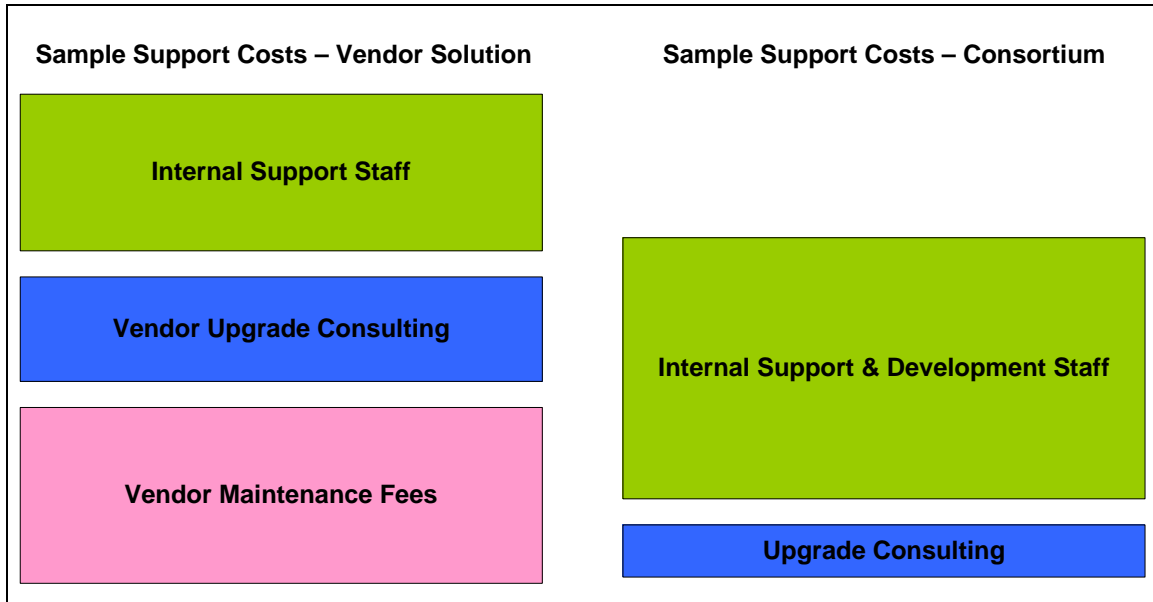 Sample Support Costs – Vendor Solution
Internal Support Staff
Vendor Upgrade Consulting
Vendor Maintenance Fees
Sample Support Costs – Consortium
Internal Support & Development Staff
Upgrade Consulting